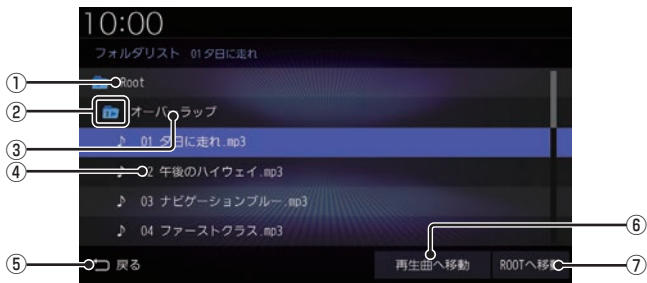 10:00
フォルダリスト 01夕日に走れ
① Root
② オーバーラップ
③ 01 夕日に走れ.mp3
④ 02 午後のハイウェイ.mp3
03 ナビゲーションブルー.mp3
04 ファーストクラス.mp3
⑥
⑤ 戻る 再生曲へ移動 ROOTへ移動 ⑦